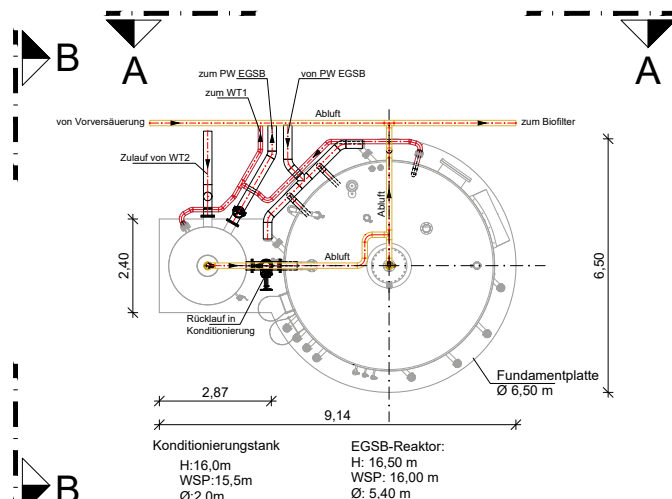 B
A
A
zum PW EGSB
von PW EGSB
zum WT1
Abluft
von Vorversäuerung
zum Biofilter
Zulauf von WT2
Abluft
2,40
6,50
Abluft
Rücklauf in
Konditionierung
Fundamentplatte
Ø 6,50 m
2,87
9,14
Konditionierungstank
H:16,0m
WSP:15,5m
Ø:2,0m
EGSB-Reaktor:
H: 16,50 m
WSP: 16,00 m
Ø: 5,40 m
B